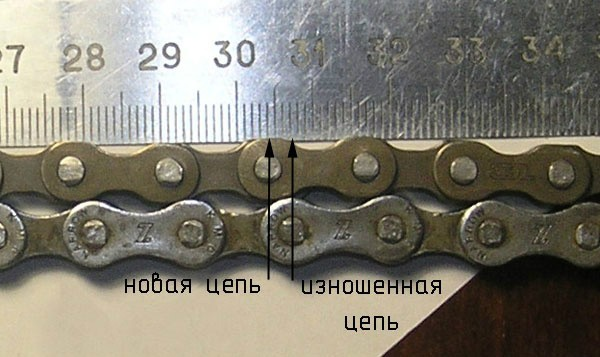 27 28 29 30 31 32 33 34
Z Z Z
новая цепь
изношенная
цепь